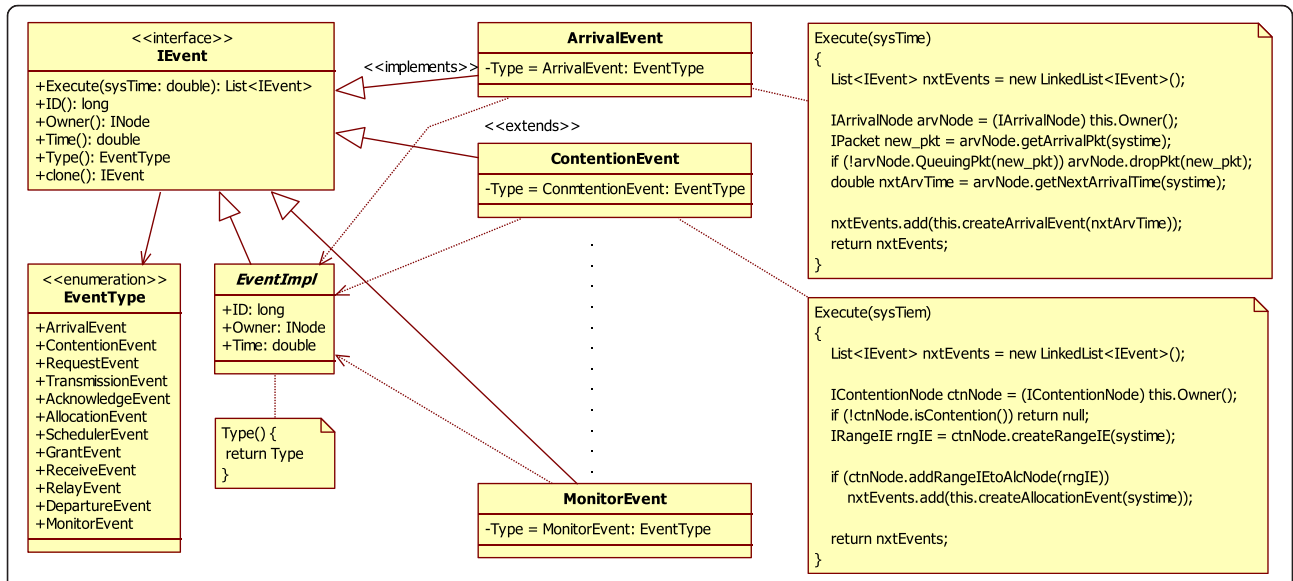 <<interface>>
IEvent
+Execute(sysTime: double): List<IEvent>
+ID(): long
+Owner(): INode
+Time(): double
+Type(): EventType
+clone(): IEvent
<<implements>>
<<extends>>
ArrivalEvent
-Type = ArrivalEvent: EventType
ContentionEvent
-Type = ConmtentionEvent: EventType
Execute(sysTime)
{
List<IEvent> nxtEvents = new LinkedList<IEvent>();
IArrivalNode arvNode = (IArrivalNode) this.Owner();
IPacket new_pkt = arvNode.getArrivalPkt(systime);
if (!arvNode.QueuingPkt(new_pkt)) arvNode.dropPkt(new_pkt);
double nxtArvTime = arvNode.getNextArrivalTime(systime);
nxtEvents.add(this.createArrivalEvent(nxtArvTime));
return nxtEvents;
}
<<enumeration>>
EventType
+ArrivalEvent
+ContentionEvent
+RequestEvent
+TransmissionEvent
+AcknowledgeEvent
+AllocationEvent
+SchedulerEvent
+GrantEvent
+ReceiveEvent
+RelayEvent
+DepartureEvent
+MonitorEvent
EventImpl
+ID: long
+Owner: INode
+Time: double
Type() {
return Type
}
MonitorEvent
-Type = MonitorEvent: EventType
Execute(sysTiem)
{
List<IEvent> nxtEvents = new LinkedList<IEvent>();
IContentionNode ctnNode = (IContentionNode) this.Owner();
if (!ctnNode.isContention()) return null;
IRangeIE rngIE = ctnNode.createRangeIE(systime);
if (ctnNode.addRangeIEtoAlcNode(rngIE))
nxtEvents.add(this.createAllocationEvent(systime));
return nxtEvents;
}